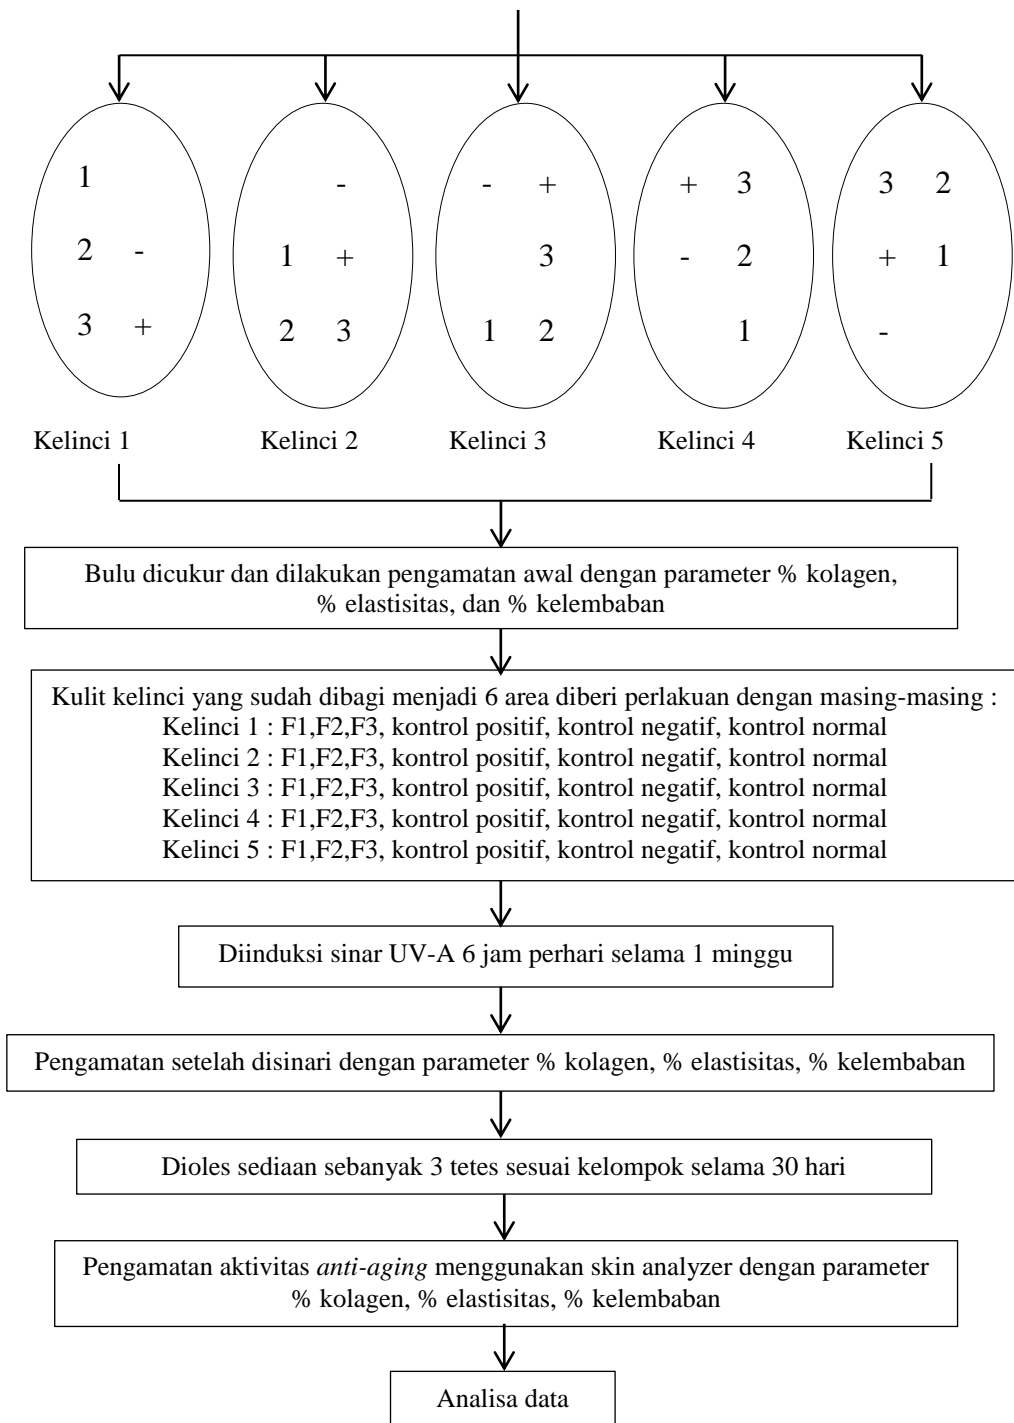 1
2 -
3 +
-
1 +
2 3
- +
3
1 2
+ 3
- 2
1
3 2
+ 1
-
Kelinci 1
Kelinci 2
Kelinci 3
Kelinci 4
Kelinci 5
Bulu dicukur dan dilakukan pengamatan awal dengan parameter % kolagen,
% elastisitas, dan % kelembaban
Kulit kelinci yang sudah dibagi menjadi 6 area diberi perlakuan dengan masing-masing :
Kelinci 1 : F1,F2,F3, kontrol positif, kontrol negatif, kontrol normal
Kelinci 2 : F1,F2,F3, kontrol positif, kontrol negatif, kontrol normal
Kelinci 3 : F1,F2,F3, kontrol positif, kontrol negatif, kontrol normal
Kelinci 4 : F1,F2,F3, kontrol positif, kontrol negatif, kontrol normal
Kelinci 5 : F1,F2,F3, kontrol positif, kontrol negatif, kontrol normal
Diinduksi sinar UV-A 6 jam perhari selama 1 minggu
Pengamatan setelah disinari dengan parameter % kolagen, % elastisitas, % kelembaban
Dioles sediaan sebanyak 3 tetes sesuai kelompok selama 30 hari
Pengamatan aktivitas anti-aging menggunakan skin analyzer dengan parameter
% kolagen, % elastisitas, % kelembaban
Analisa data